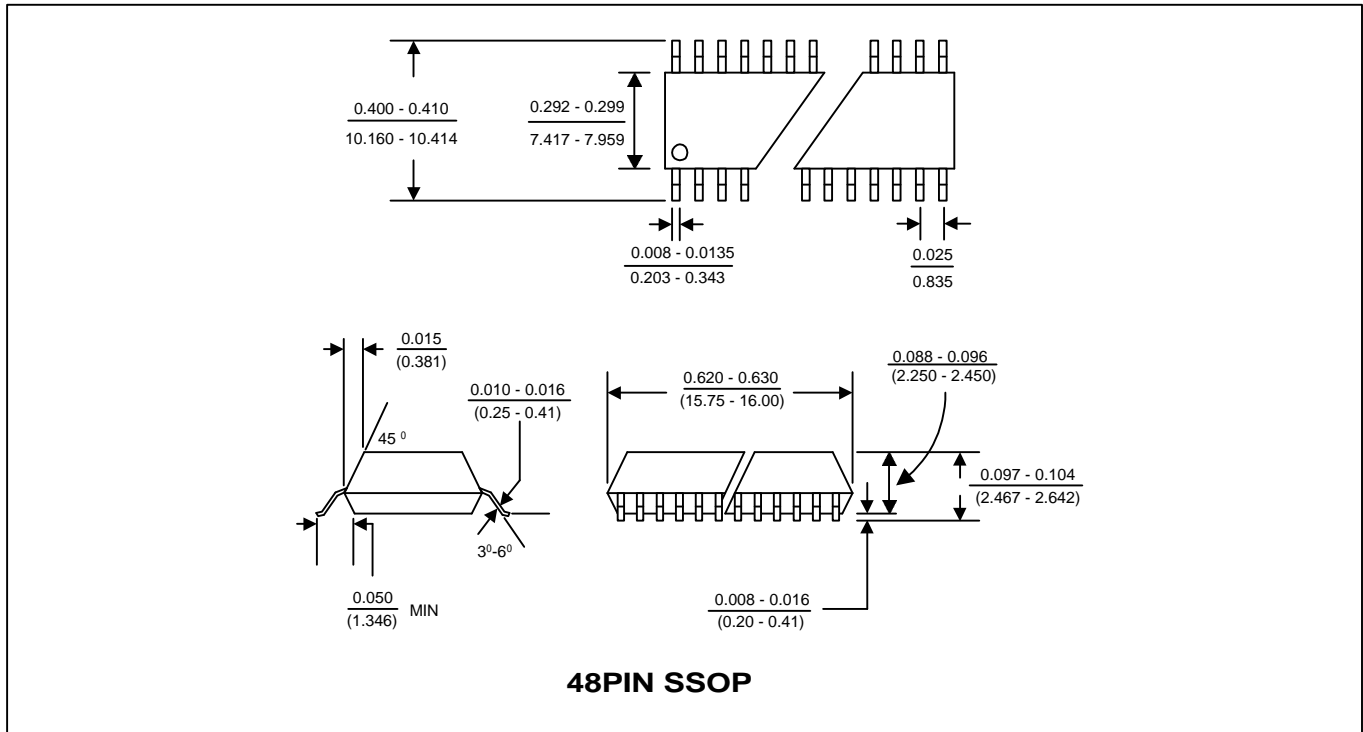 0.400 - 0.410
10.160 - 10.414
0.292 - 0.299
7.417 - 7.959
0.008 - 0.0135
0.203 - 0.343
0.025
0.835
0.015
(0.381)
0.010 - 0.016
(0.25 - 0.41)
45 ⁰
3⁰-6⁰
0.050
(1.346)
MIN
0.620 - 0.630
(15.75 - 16.00)
0.088 - 0.096
(2.250 - 2.450)
0.097 - 0.104
(2.467 - 2.642)
0.008 - 0.016
(0.20 - 0.41)
48PIN SSOP